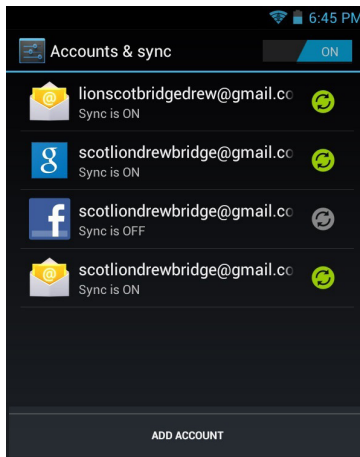 6:45 PM
Accounts & sync
ON
lionscotbridgedrew@gmail.co
Sync is ON
g
scotliondrewbridge@gmail.co
Sync is ON
f
scotliondrewbridge@gmail.co
Sync is OFF
@
scotliondrewbridge@gmail.co
Sync is ON
ADD ACCOUNT